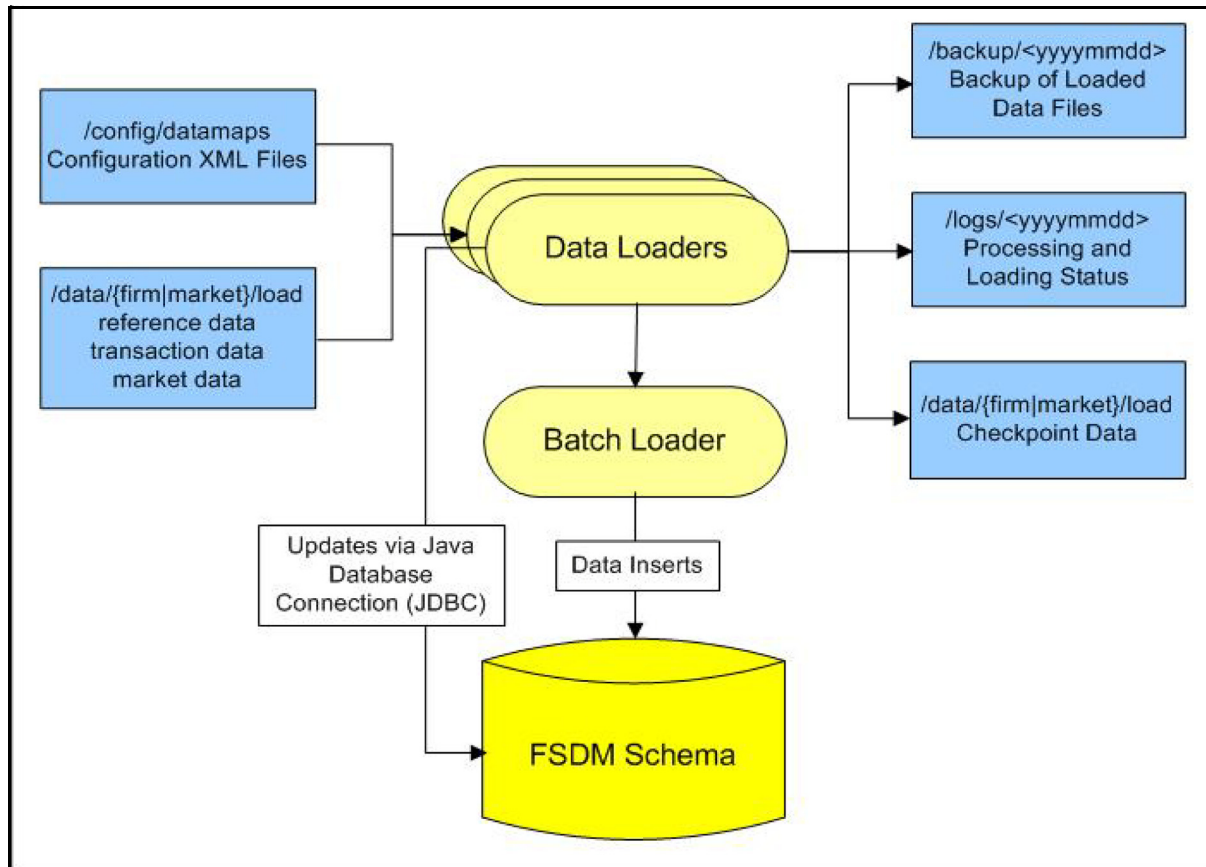 /config/datamaps
Configuration XML Files
/data/{firm|market}/load
reference data
transaction data
market data
Data Loaders
/backup/<yyyymmdd>
Backup of Loaded
Data Files
/logs/<yyyymmdd>
Processing and
Loading Status
/data/{firm|market}/load
Checkpoint Data
Batch Loader
Updates via Java
Database
Connection (JDBC)
Data Inserts
FSDM Schema